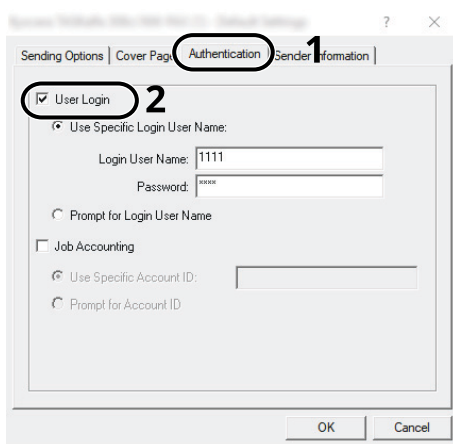 Default Settings
? ×
Sending Options Cover Page Authentication Sender Information
1
User Login
2
Use Specific Login User Name:
Login User Name: 1111
Password: ××××
Prompt for Login User Name
Job Accounting
Use Specific Account ID:
Prompt for Account ID
OK Cancel